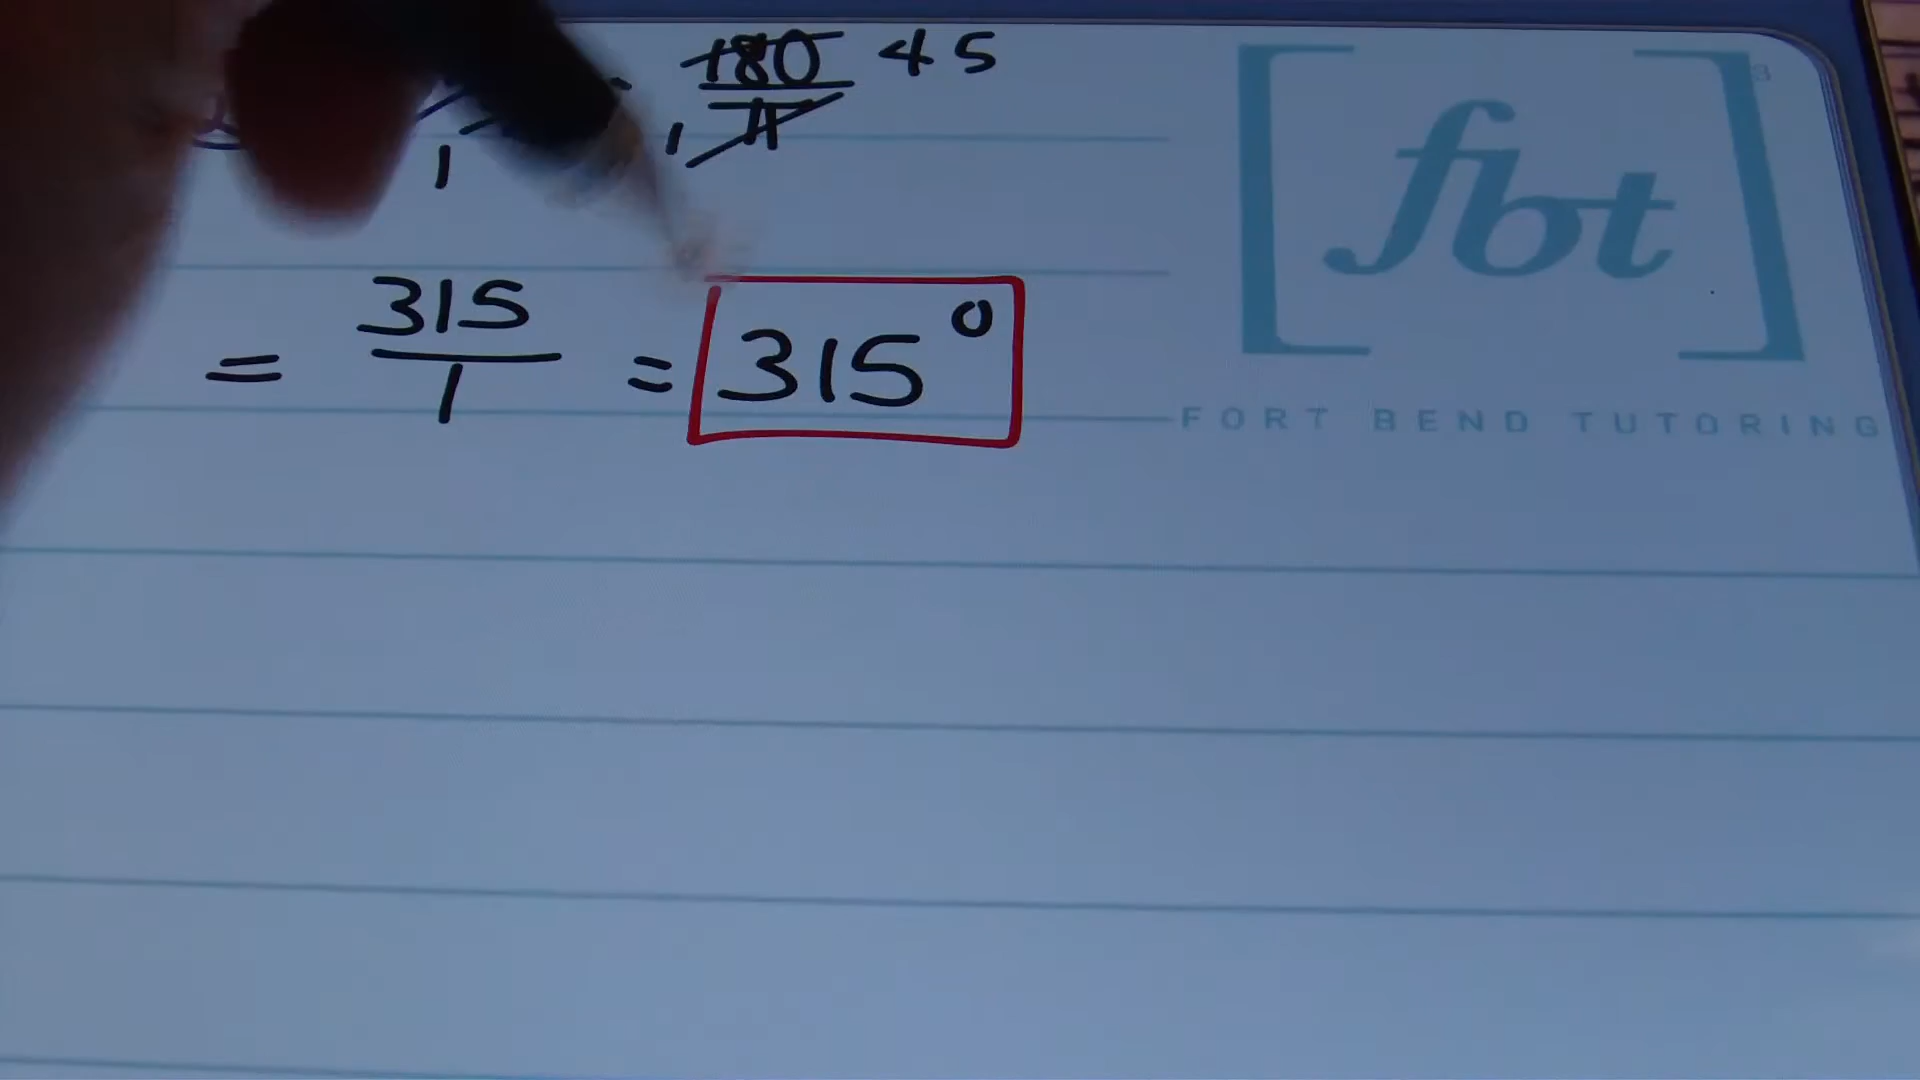 180 45
1 1 π
= 315/1 = 315°
fbt
FORT BEND TUTORING